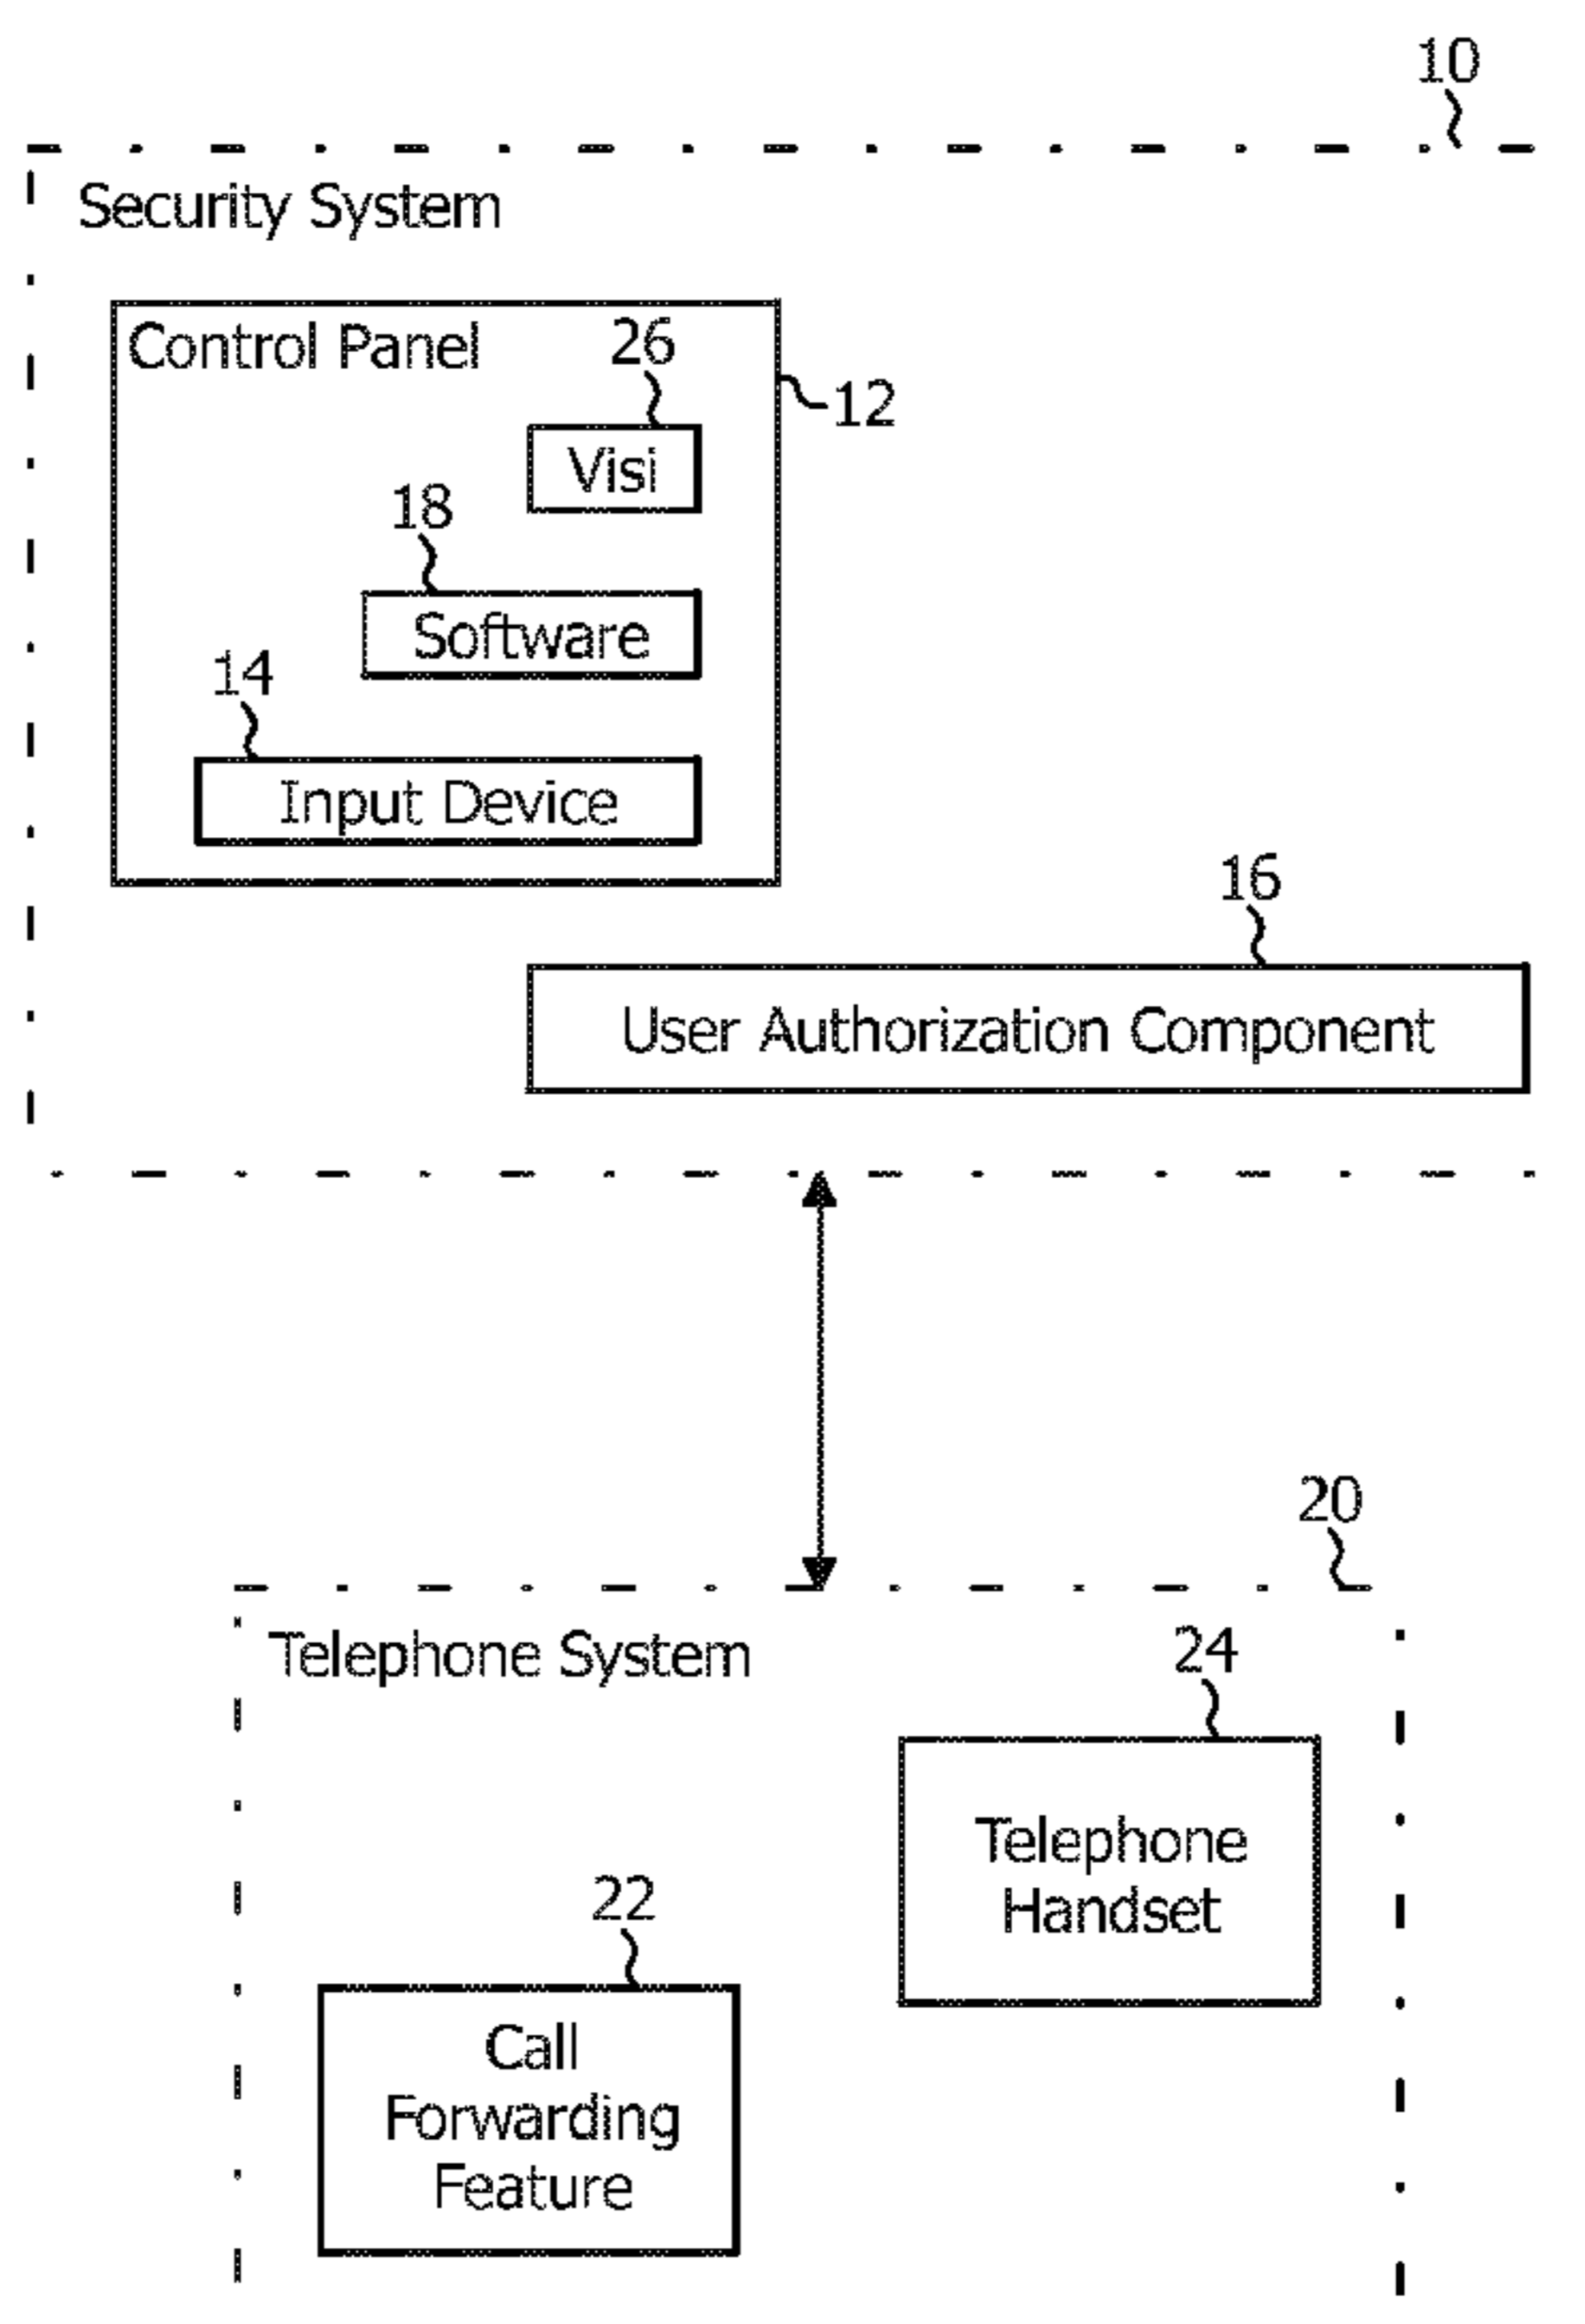 10
Security System
Control Panel
26
12
Visi
18
Software
14
Input Device
16
User Authorization Component
20
Telephone System
24
Telephone
Handset
22
Call
Forwarding
Feature